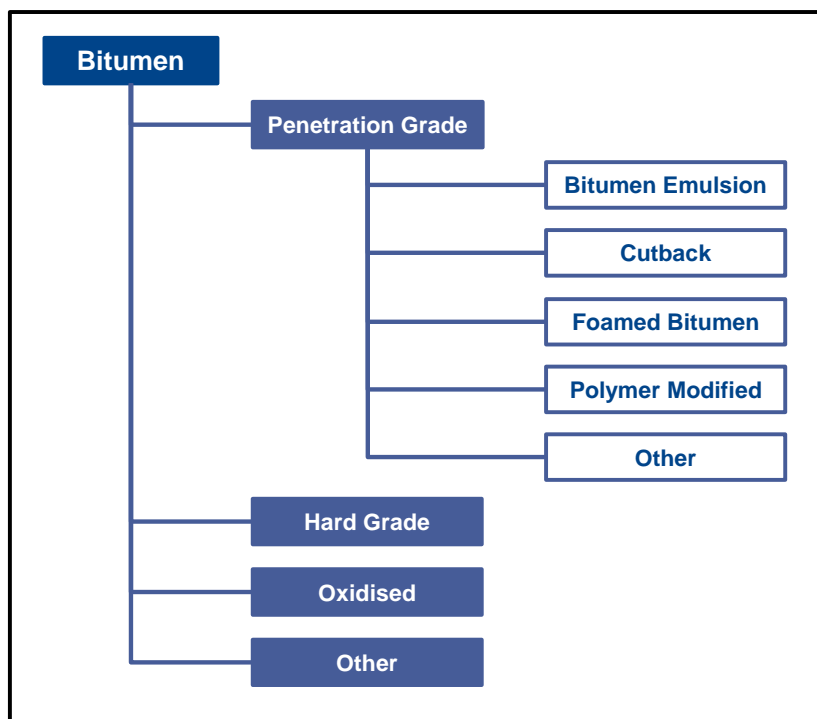 Bitumen
Penetration Grade
Bitumen Emulsion
Cutback
Foamed Bitumen
Polymer Modified
Other
Hard Grade
Oxidised
Other